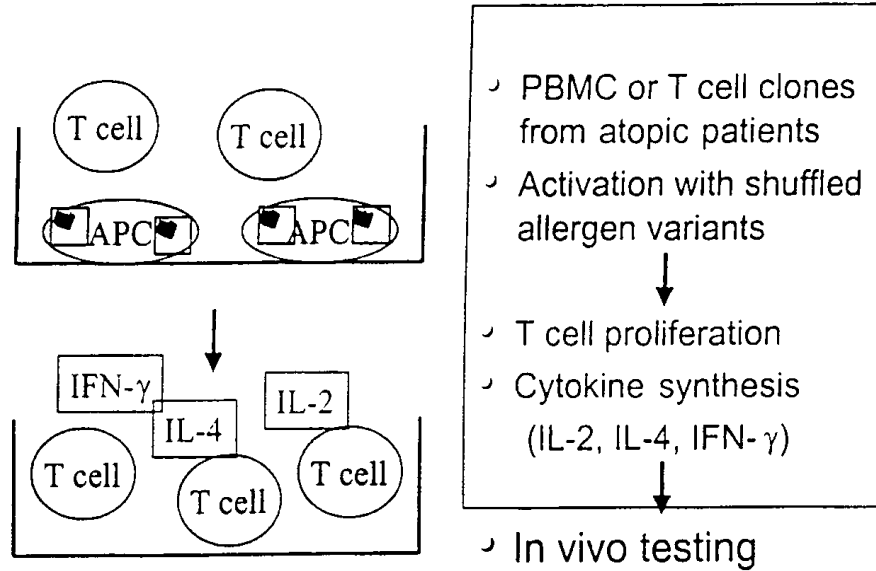 T cell
T cell
APC
APC
IFN-γ
IL-4
IL-2
T cell
T cell
T cell
PBMC or T cell clones
from atopic patients
Activation with shuffled
allergen variants
T cell proliferation
Cytokine synthesis
(IL-2, IL-4, IFN- γ)
In vivo testing